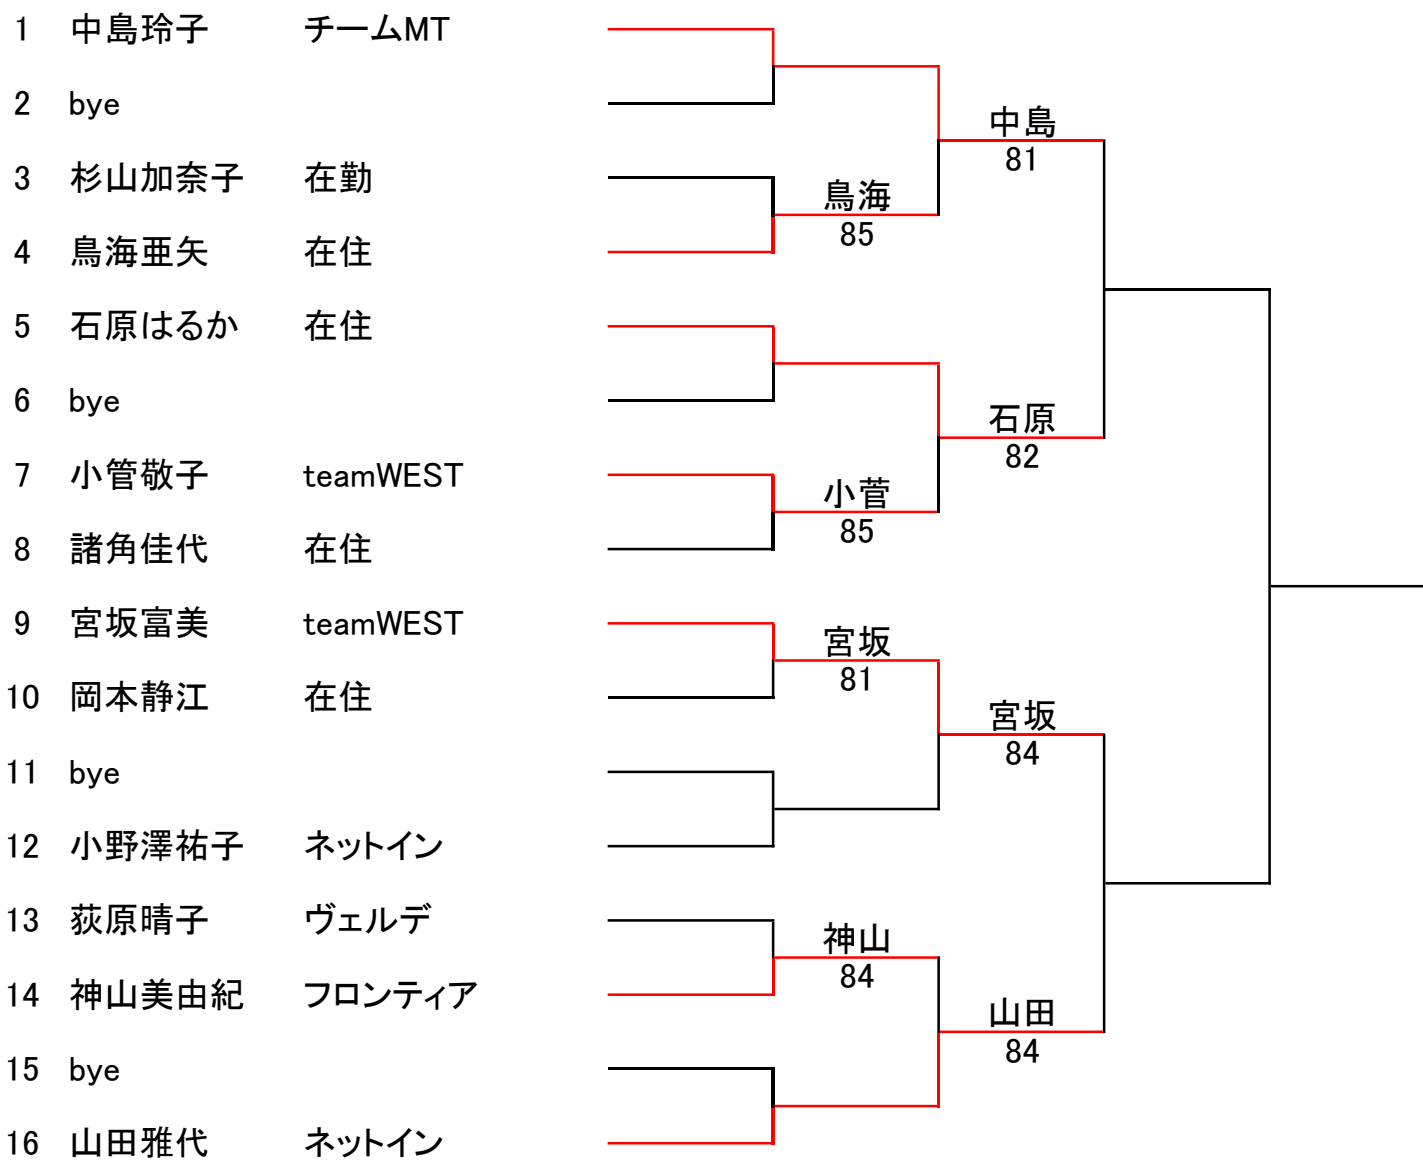 1 中島玲子 チームMT
2 bye
中島
81
3 杉山加奈子 在勤
鳥海
85
4 鳥海亜矢 在住
5 石原はるか 在住
6 bye
石原
82
7 小管敬子 teamWEST
小菅
85
8 諸角佳代 在住
9 宮坂富美 teamWEST
宮坂
81
10 岡本静江 在住
宮坂
84
11 bye
12 小野澤祐子 ネットイン
13 荻原晴子 ヴェルデ
神山
84
14 神山美由紀 フロンティア
山田
84
15 bye
16 山田雅代 ネットイン